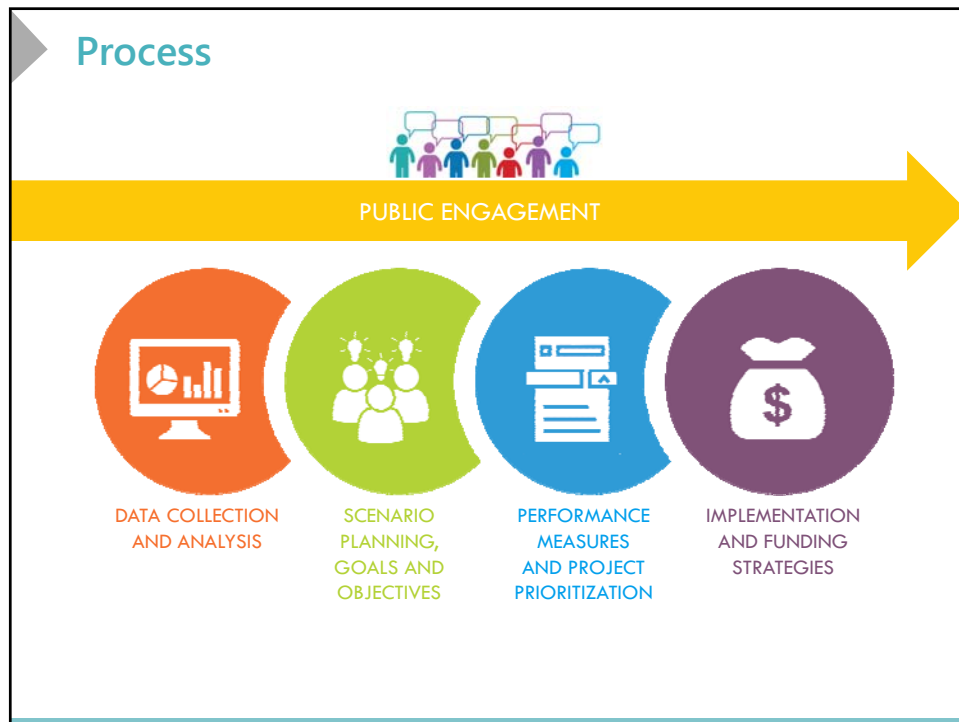 Process
PUBLIC ENGAGEMENT
$
DATA COLLECTION
AND ANALYSIS
SCENARIO
PLANNING,
GOALS AND
OBJECTIVES
PERFORMANCE
MEASURES
AND PROJECT
PRIORITIZATION
IMPLEMENTATION
AND FUNDING
STRATEGIES